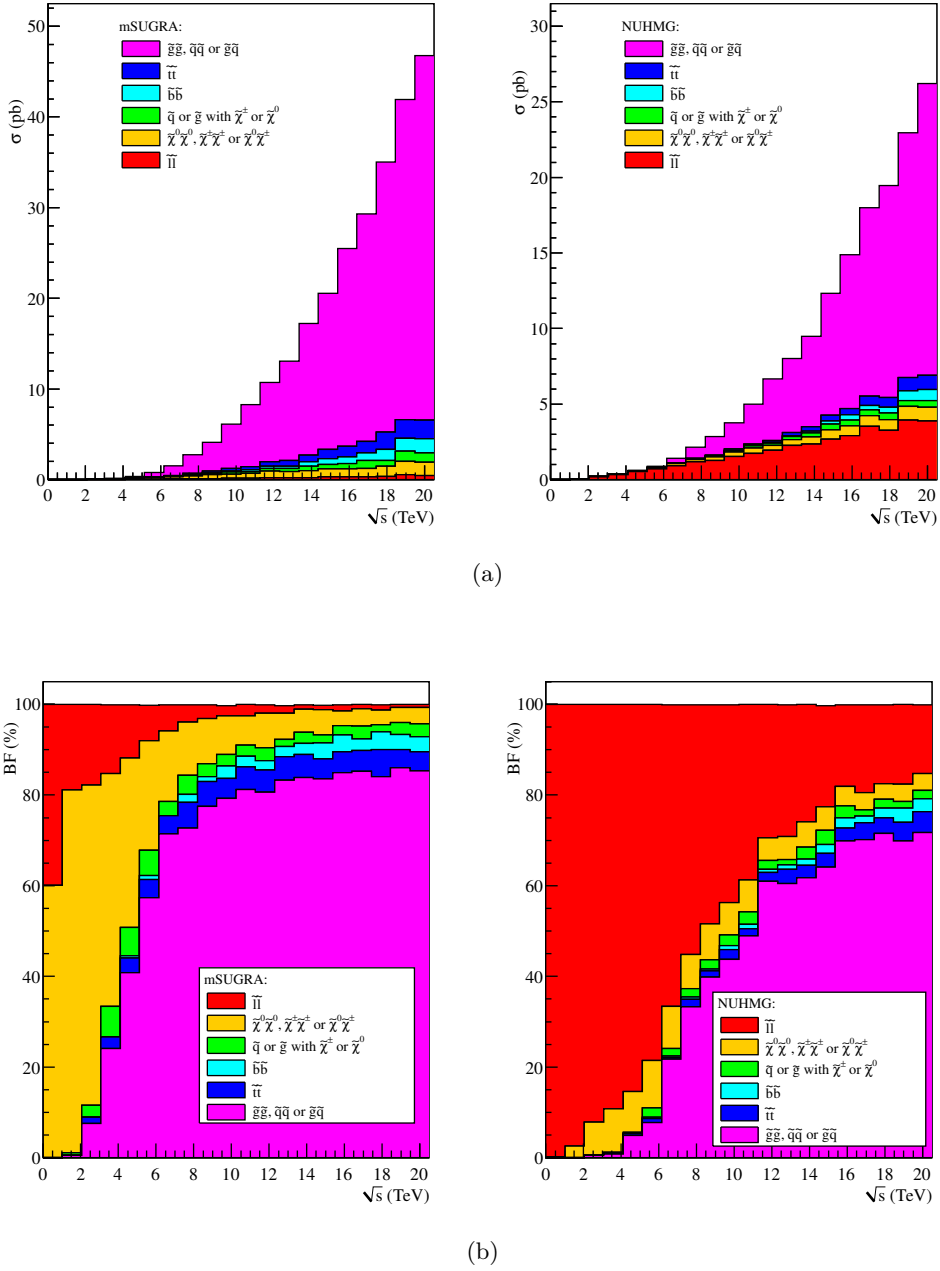 mSUGRA:
g̃g̃, q̃q̃ or g̃q̃
t̃t̃
b̃b̃
q̃ or g̃ with χ̃± or χ̃⁰
χ̃⁰χ̃⁰, χ̃±χ̃± or χ̃⁰χ̃±
l̃l̃
σ (pb)
50
40
30
20
10
0
0 2 4 6 8 10 12 14 16 18 20
√s (TeV)
NUHMG:
g̃g̃, q̃q̃ or g̃q̃
t̃t̃
b̃b̃
q̃ or g̃ with χ̃± or χ̃⁰
χ̃⁰χ̃⁰, χ̃±χ̃± or χ̃⁰χ̃±
l̃l̃
σ (pb)
30
25
20
15
10
5
0
0 2 4 6 8 10 12 14 16 18 20
√s (TeV)
(a)
BF (%)
100
80
60
40
20
0
mSUGRA:
l̃l̃
χ̃⁰χ̃⁰, χ̃±χ̃± or χ̃⁰χ̃±
q̃ or g̃ with χ̃± or χ̃⁰
b̃b̃
t̃t̃
g̃g̃, q̃q̃ or g̃q̃
0 2 4 6 8 10 12 14 16 18 20
√s (TeV)
BF (%)
100
80
60
40
20
0
NUHMG:
l̃l̃
χ̃⁰χ̃⁰, χ̃±χ̃± or χ̃⁰χ̃±
q̃ or g̃ with χ̃± or χ̃⁰
b̃b̃
t̃t̃
g̃g̃, q̃q̃ or g̃q̃
0 2 4 6 8 10 12 14 16 18 20
√s (TeV)
(b)